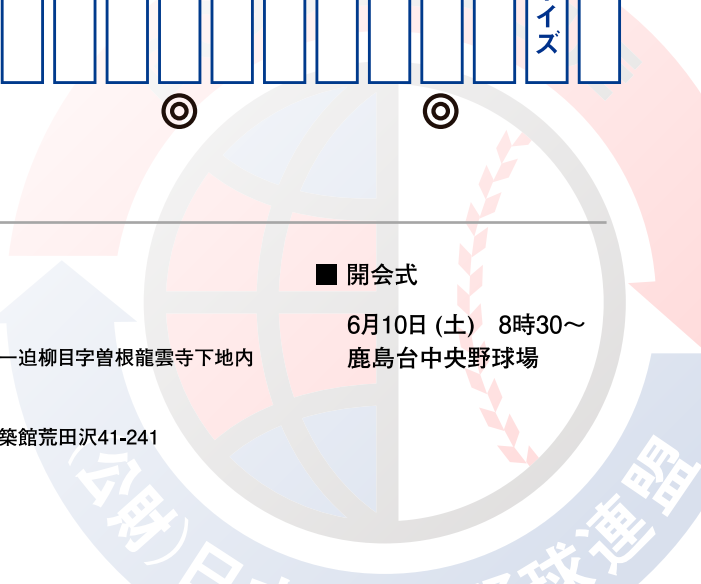 イズ
◎ ◎
■ 開会式
6月10日 (土) 8時30～
鹿島台中央野球場
一迫柳目字曽根龍雲寺下地内
築館荒田沢41-241
(公財)日
球連盟